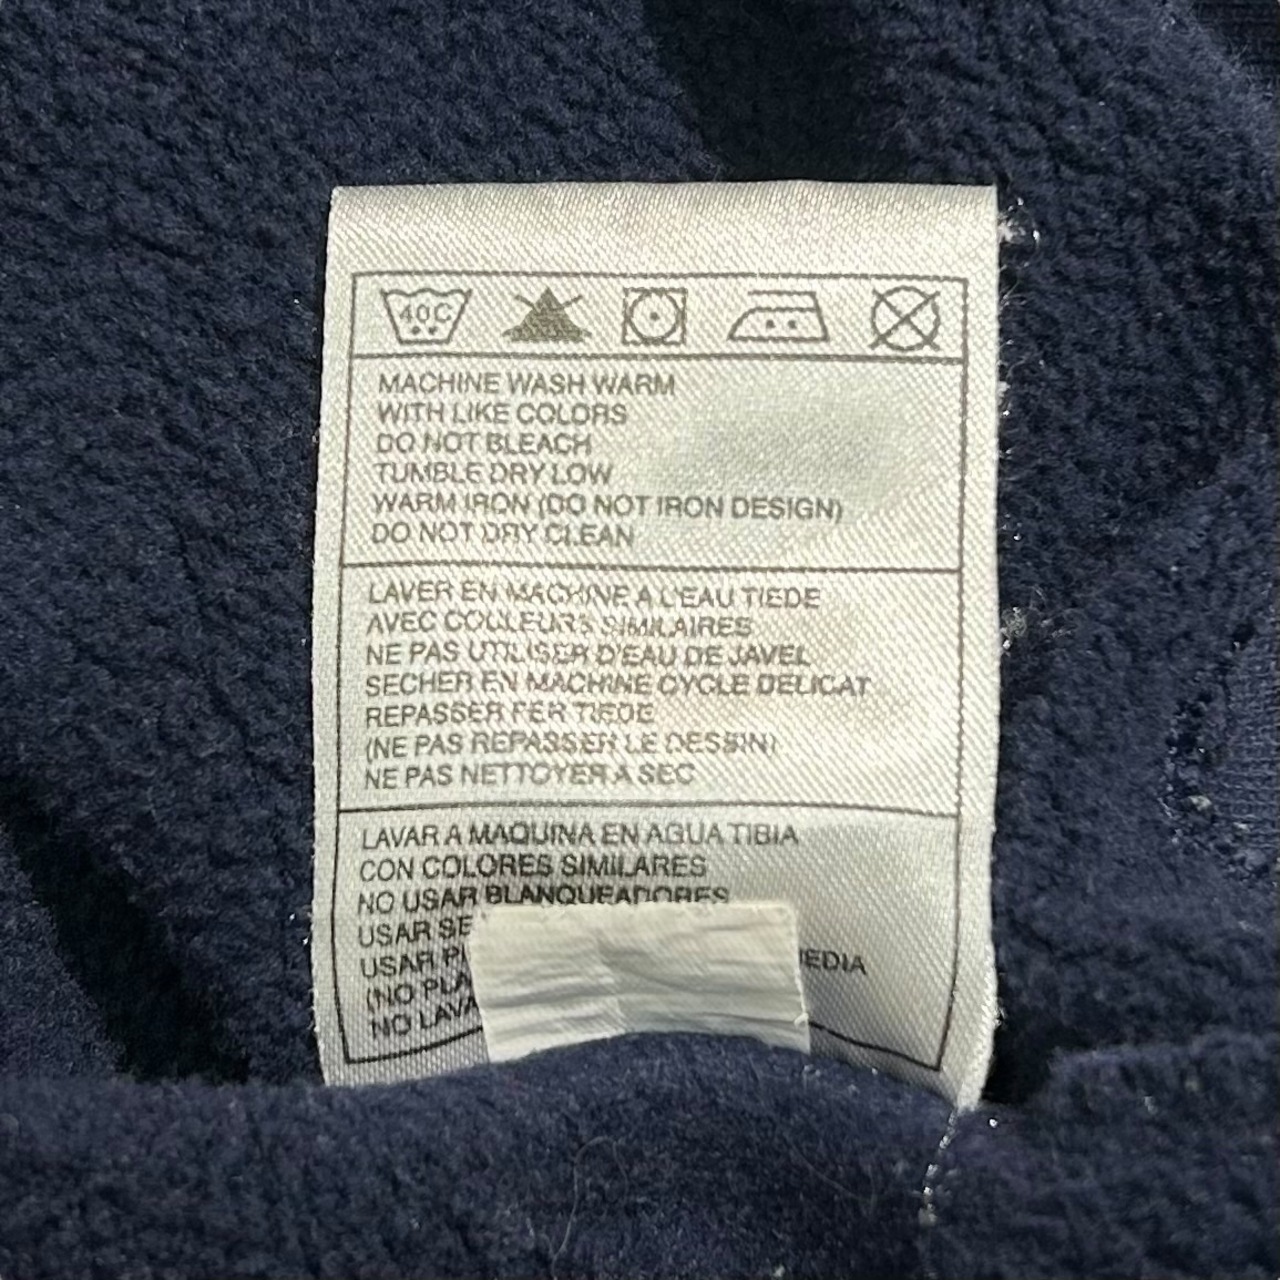 40C
MACHINE WASH WARM
WITH LIKE COLORS
DO NOT BLEACH
TUMBLE DRY LOW
WARM IRON (DO NOT IRON DESIGN)
DO NOT DRY CLEAN
LAVER EN MACHINE A L'EAU TIEDE
AVEC COULEURS SIMILAIRES
NE PAS UTILISER D'EAU DE JAVEL
SECHER EN MACHINE CYCLE DELICAT
REPASSER FER TIEDE
(NE PAS REPASSER LE DESSIN)
NE PAS NETTOYER A SEC
LAVAR A MAQUINA EN AGUA TIBIA
CON COLORES SIMILARES
NO USAR BLANQUEADORES
USAR
USAR
(NO
NO